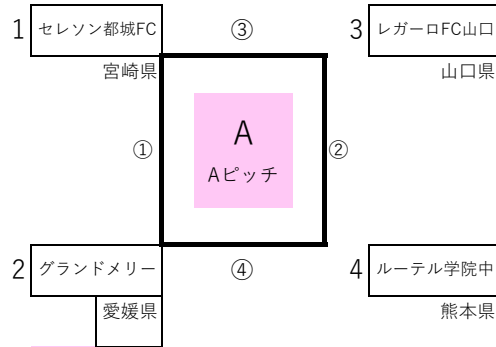 1 セレソン都城FC ③ 3 レガーロFC山口
宮崎県 山口県
A
① Aピッチ ②
2 グランドメリー ④ 4 ルーテル学院中
愛媛県 熊本県